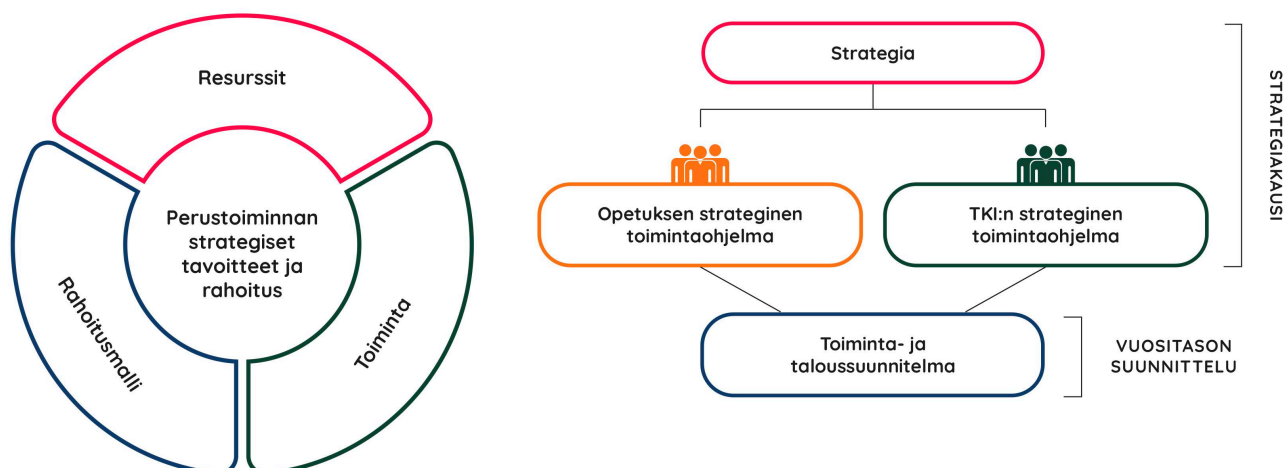 Resurssit
Perustoiminnan
strategiset
tavoitteet ja
rahoitus
Rahoitusmalli
Toiminta
Strategia
Opetuksen strateginen
toimintaohjelma
TKI:n strateginen
toimintaohjelma
Toiminta- ja
taloussuunnitelma
STRATEGIAKAUSI
VUOSITASON
SUUNNITTELU